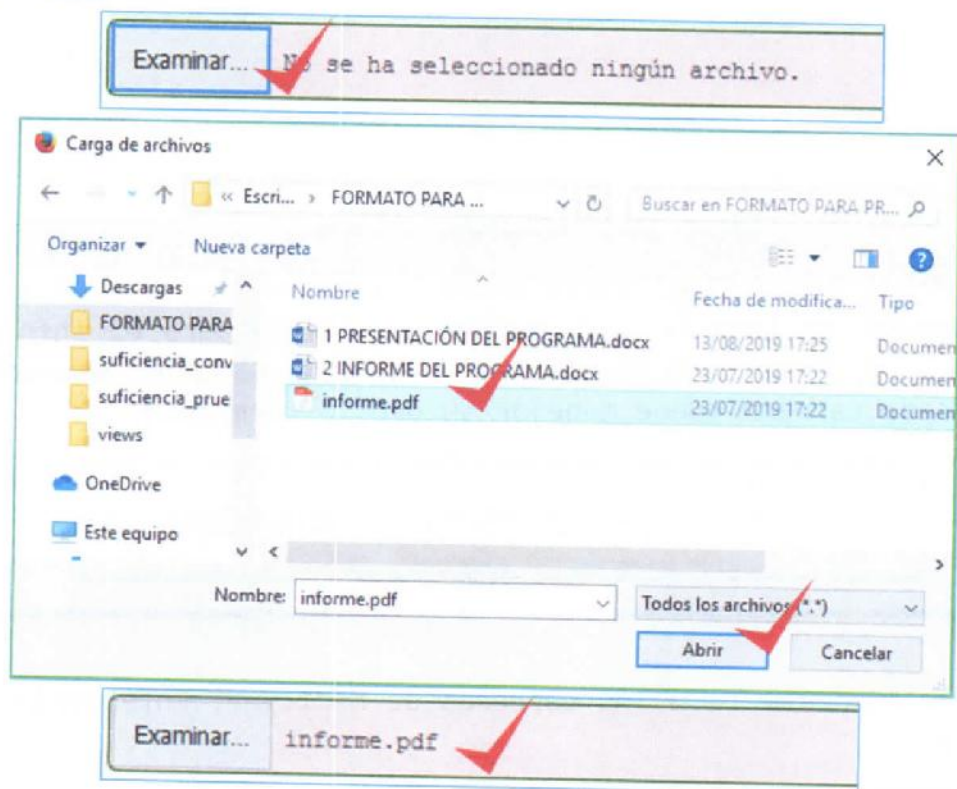 Examinar... No se ha seleccionado ningún archivo.
Carga de archivos
« Escri... › FORMATO PARA ... Buscar en FORMATO PARA PR...
Organizar Nueva carpeta
Nombre Fecha de modifica... Tipo
Descargas
FORMATO PARA
suficiencia_conv
suficiencia_prue
views
OneDrive
Este equipo
1 PRESENTACIÓN DEL PROGRAMA.docx 13/08/2019 17:25 Documen
2 INFORME DEL PROGRAMA.docx 23/07/2019 17:22 Documen
informe.pdf 23/07/2019 17:22 Documen
Nombre: informe.pdf Todos los archivos (*.*)
Abrir Cancelar
Examinar... informe.pdf